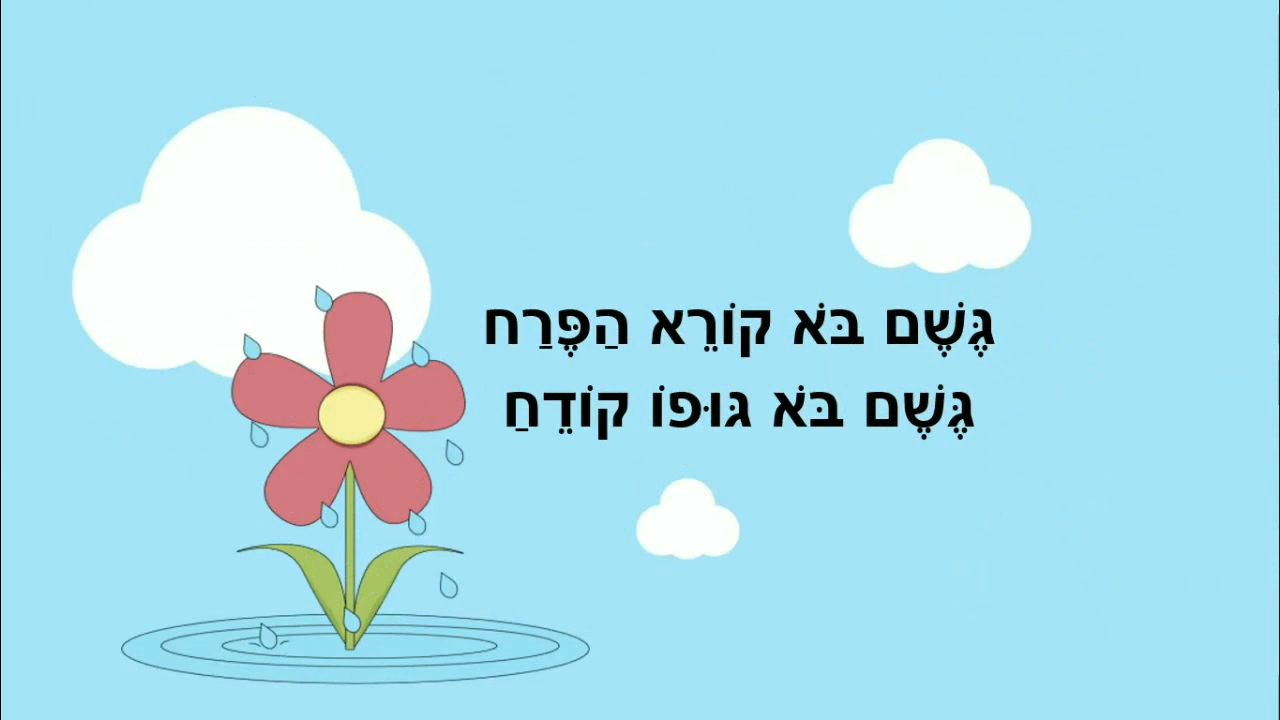 גֶּשֶׁם בֹּא קוֹרֵא הַפֶּרַח
גֶּשֶׁם בֹּא גּוּפוֹ קוֹדֵחַ